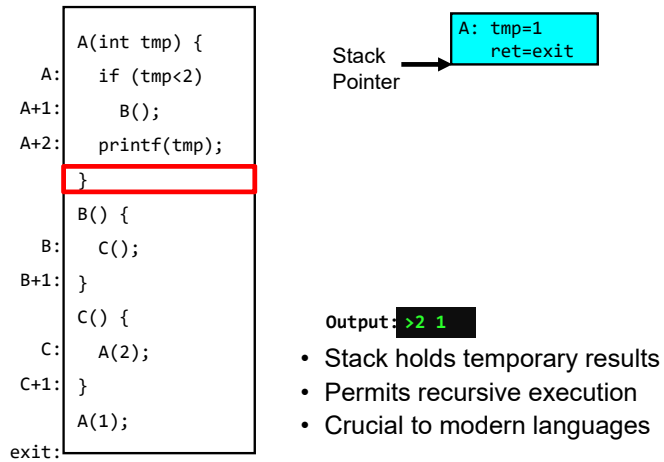 A(int tmp) {
A: if (tmp<2)
A+1: B();
A+2: printf(tmp);
}
B() {
B: C();
B+1: }
C() {
C: A(2);
C+1: }
A(1);
exit:
Stack
Pointer
A: tmp=1
ret=exit
Output: >2 1
• Stack holds temporary results
• Permits recursive execution
• Crucial to modern languages